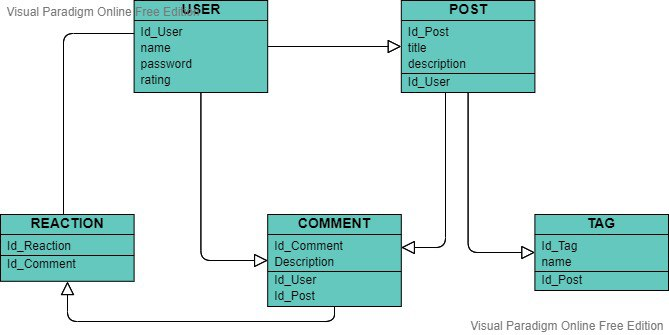 Visual Paradigm Online Free Edition
USER
Id_User
name
password
rating
POST
Id_Post
title
description
Id_User
REACTION
Id_Reaction
Id_Comment
COMMENT
Id_Comment
Description
Id_User
Id_Post
TAG
Id_Tag
name
Id_Post
Visual Paradigm Online Free Edition